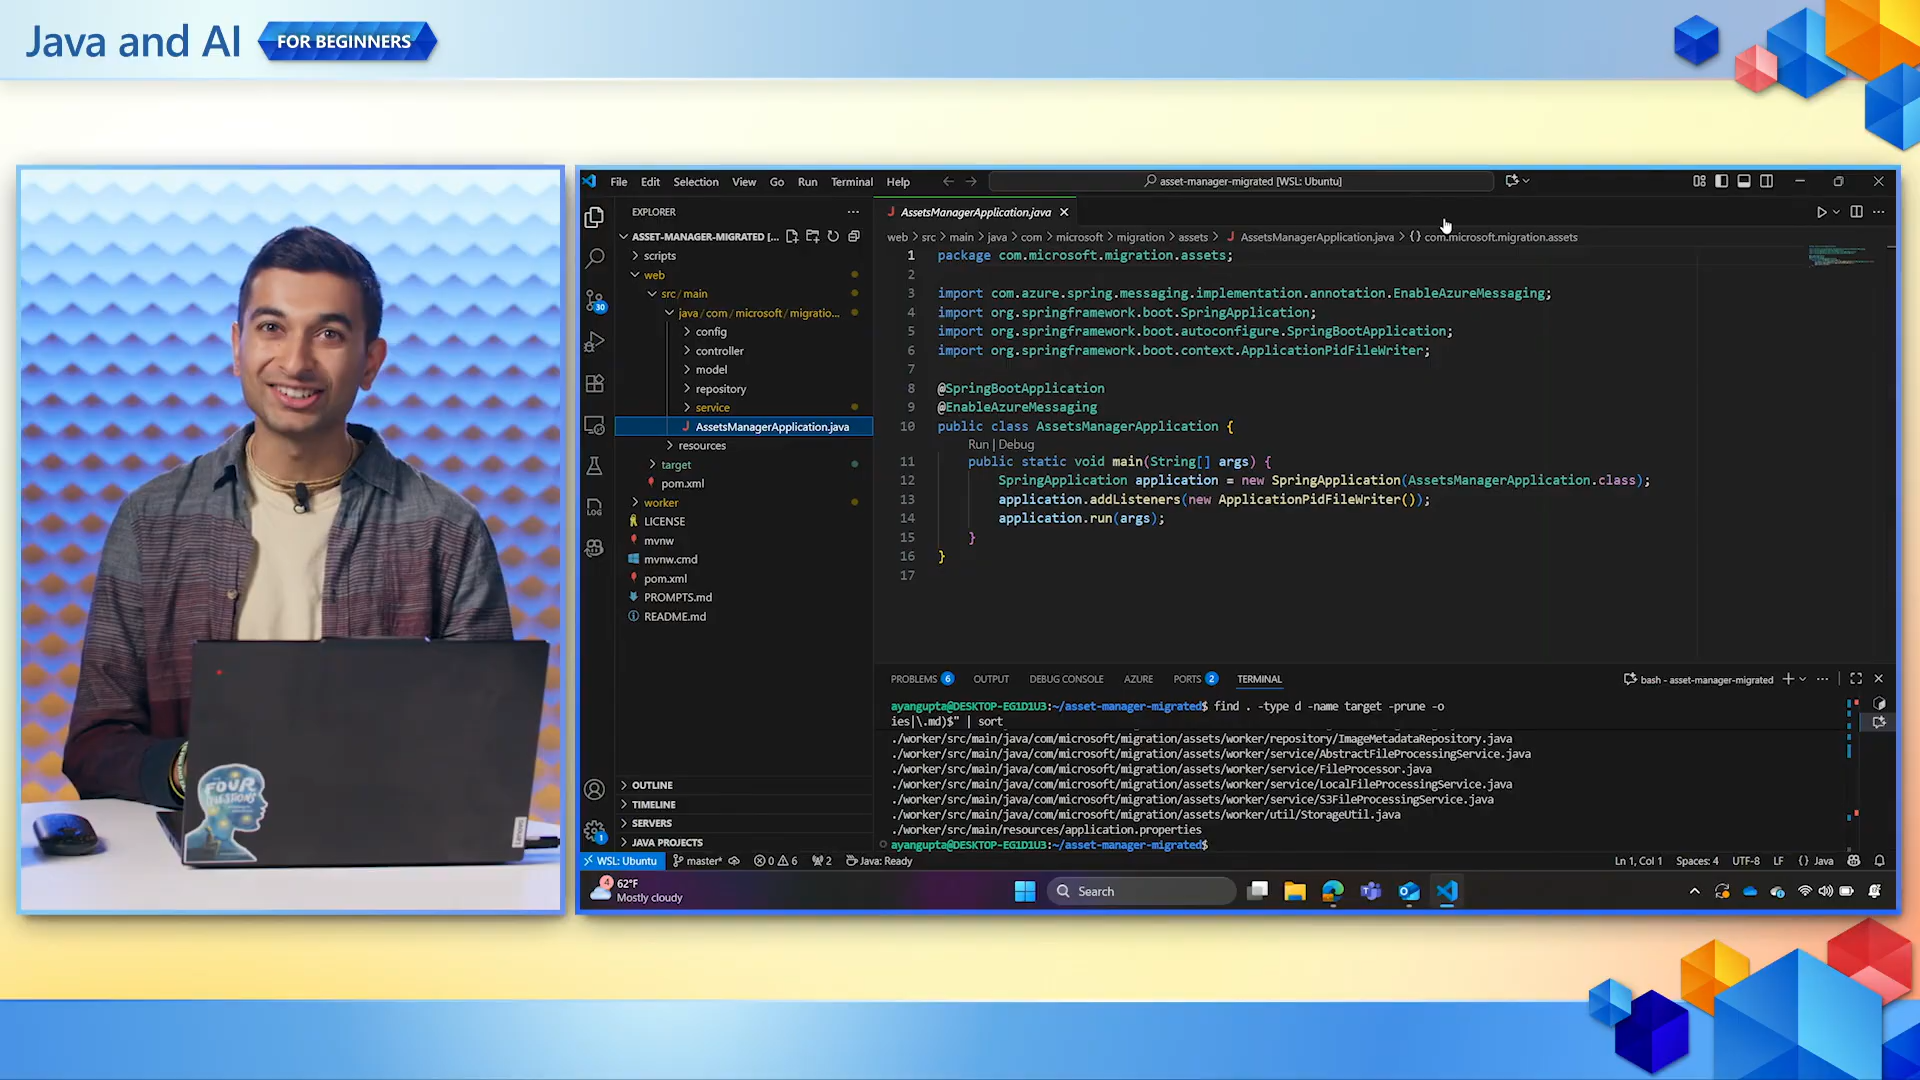 Java and AI
FOR BEGINNERS
File Edit Selection View Go Run Terminal Help
asset-manager-migrated [WSL: Ubuntu]
EXPLORER
ASSET-MANAGER-MIGRATED [...
scripts
web
src/main
java/com/microsoft/migratio...
config
controller
model
repository
service
AssetsManagerApplication.java
resources
target
pom.xml
worker
LICENSE
mvnw
mvnw.cmd
pom.xml
PROMPTS.md
README.md
OUTLINE
TIMELINE
SERVERS
JAVA PROJECTS
30
LOG
1
AssetsManagerApplication.java
web > src > main > java > com > microsoft > migration > assets > AssetsManagerApplication.java > {} com.microsoft.migration.assets
1 package com.microsoft.migration.assets;
2
3 import com.azure.spring.messaging.implementation.annotation.EnableAzureMessaging;
4 import org.springframework.boot.SpringApplication;
5 import org.springframework.boot.autoconfigure.SpringBootApplication;
6 import org.springframework.boot.context.ApplicationPidFileWriter;
7
8 @SpringBootApplication
9 @EnableAzureMessaging
10 public class AssetsManagerApplication {
Run | Debug
11 public static void main(String[] args) {
12 SpringApplication application = new SpringApplication(AssetsManagerApplication.class);
13 application.addListeners(new ApplicationPidFileWriter());
14 application.run(args);
15 }
16 }
17
PROBLEMS 6 OUTPUT DEBUG CONSOLE AZURE PORTS 2 TERMINAL
bash - asset-manager-migrated
ayangupta@DESKTOP-EG1D1U3:~/asset-manager-migrated$ find . -type d -name target -prune -o
ies|\.md)$" | sort
./worker/src/main/java/com/microsoft/migration/assets/worker/repository/ImageMetadataRepository.java
./worker/src/main/java/com/microsoft/migration/assets/worker/service/AbstractFileProcessingService.java
./worker/src/main/java/com/microsoft/migration/assets/worker/service/FileProcessor.java
./worker/src/main/java/com/microsoft/migration/assets/worker/service/LocalFileProcessingService.java
./worker/src/main/java/com/microsoft/migration/assets/worker/service/S3FileProcessingService.java
./worker/src/main/java/com/microsoft/migration/assets/worker/util/StorageUtil.java
./worker/src/main/resources/application.properties
ayangupta@DESKTOP-EG1D1U3:~/asset-manager-migrated$
WSL: Ubuntu master* 0 6 2 Java: Ready
Ln 1, Col 1 Spaces: 4 UTF-8 LF {} Java
4
62°F
Mostly cloudy
Search
FOUR
Lenovo